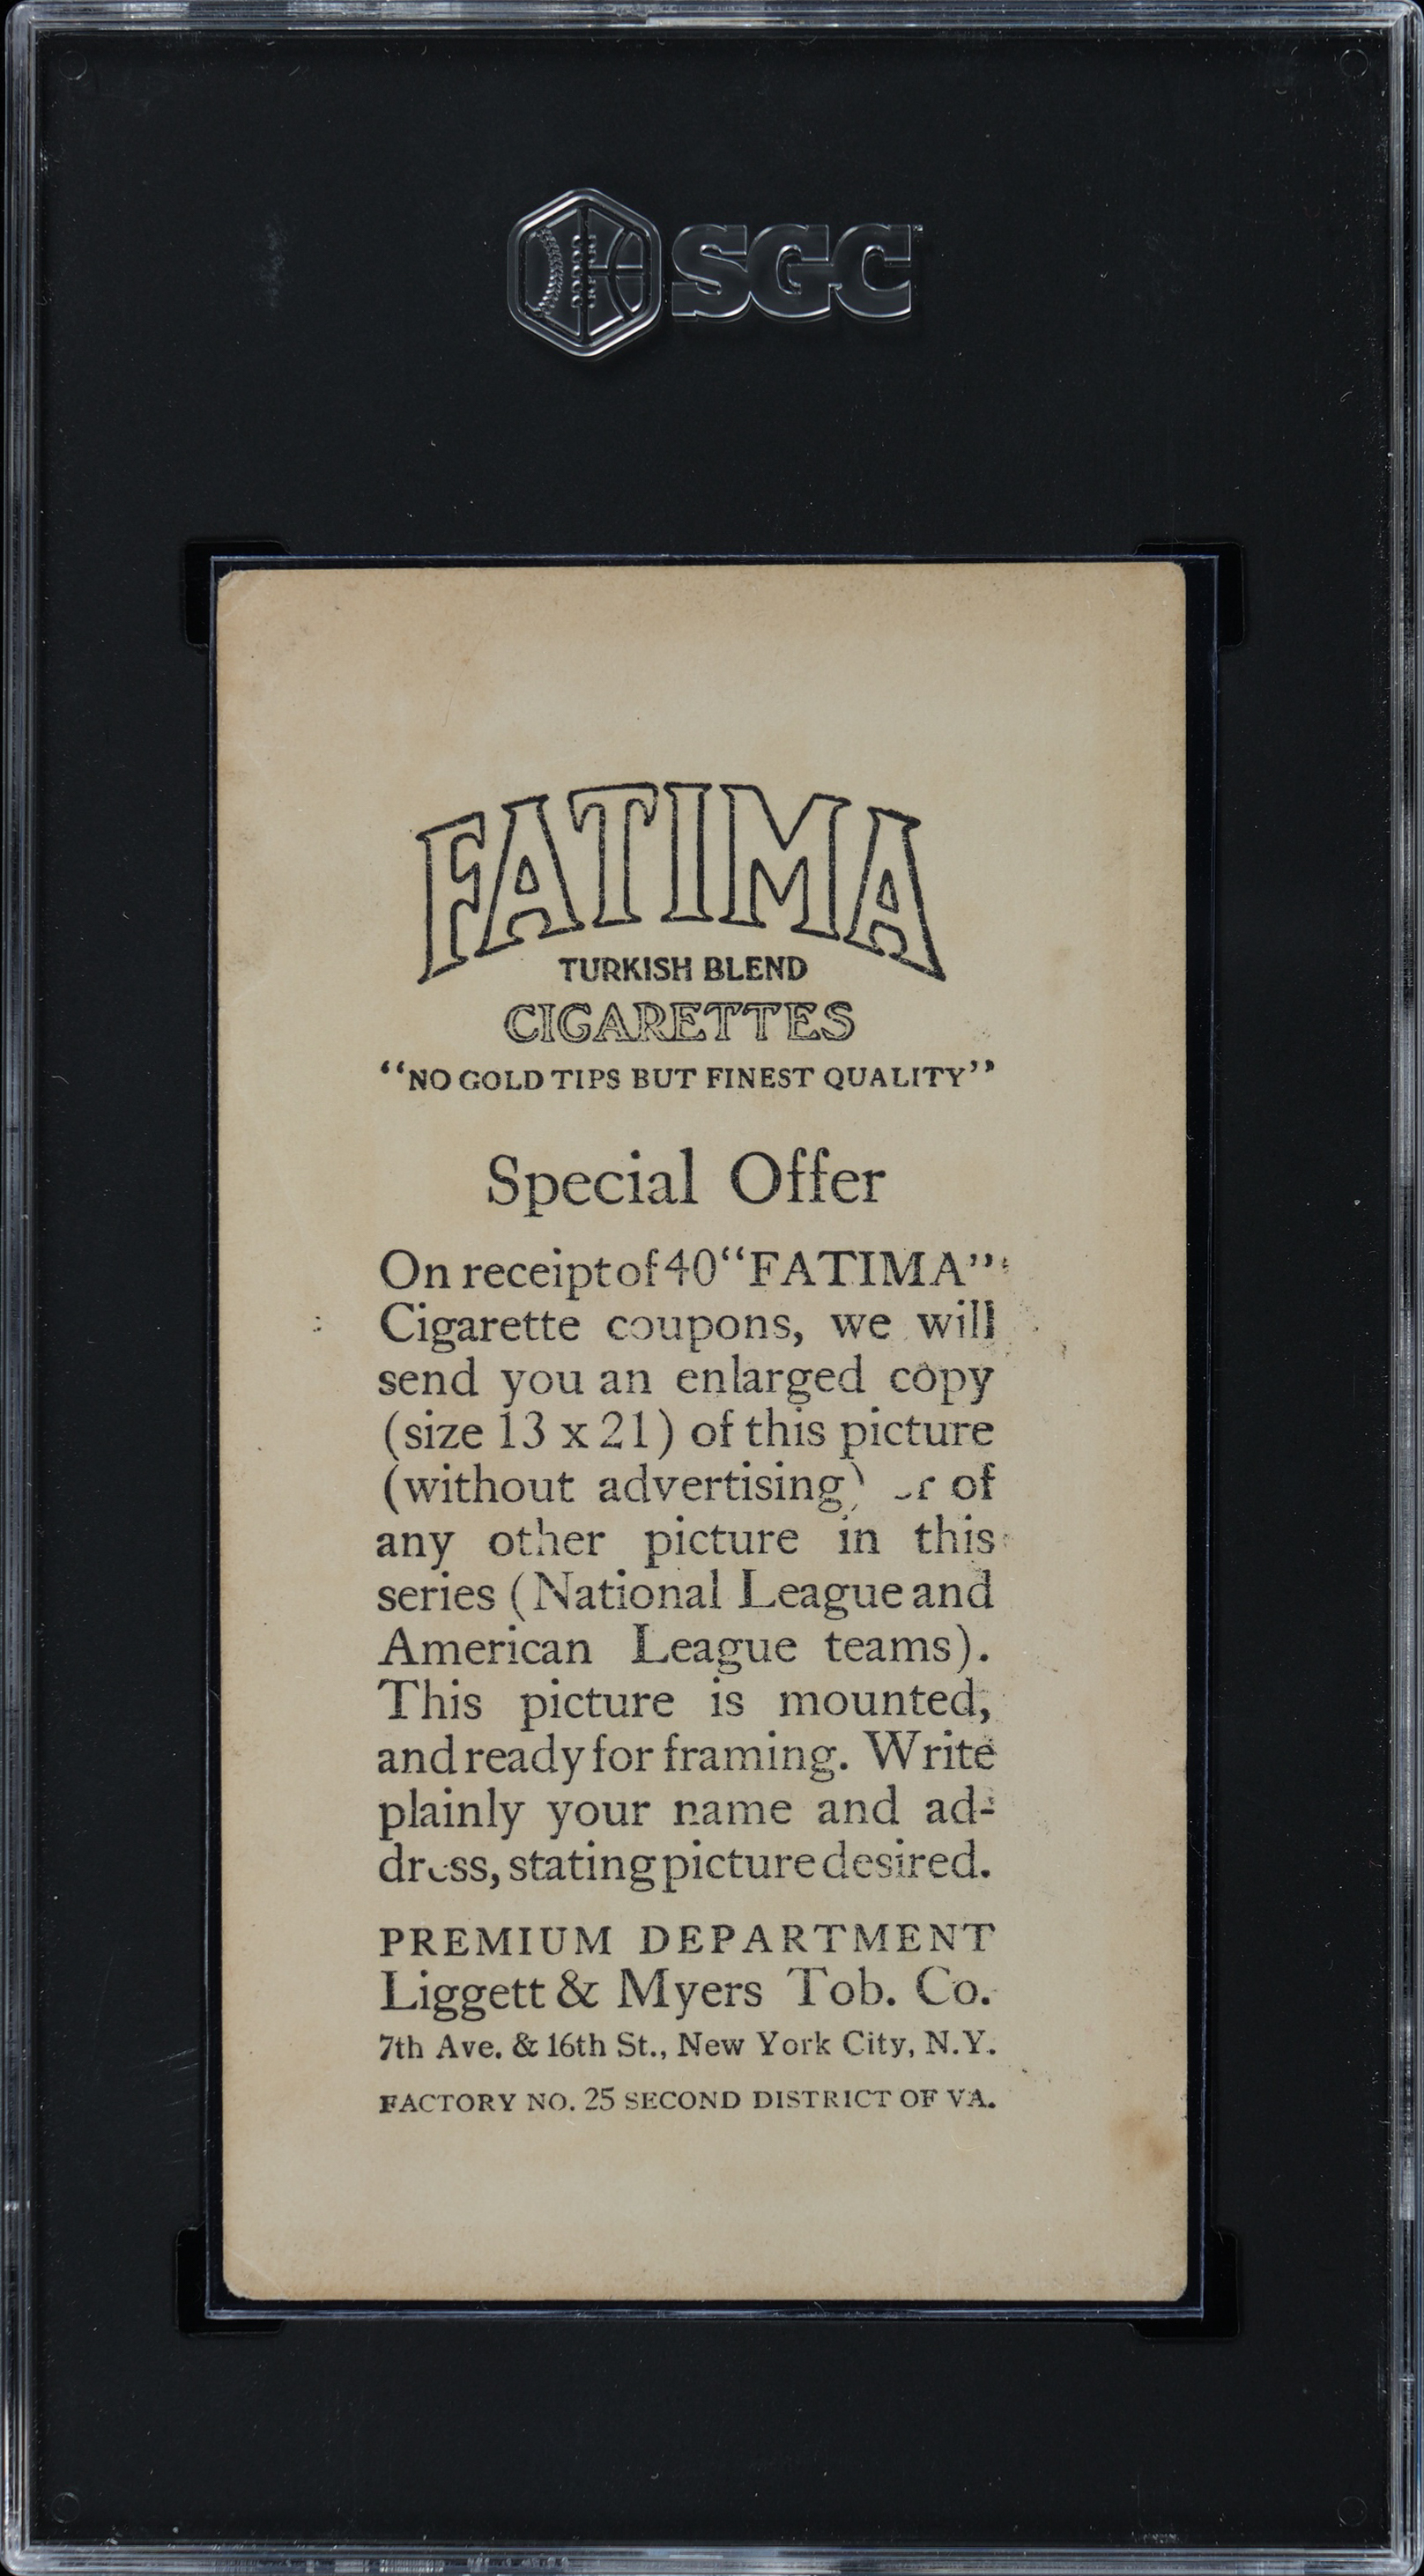 SGC
FATIMA
TURKISH BLEND
CIGARETTES
“NO GOLD TIPS BUT FINEST QUALITY”
Special Offer
On receipt of 40 “FATIMA”
Cigarette coupons, we will
send you an enlarged copy
(size 13 x 21) of this picture
(without advertising) or of
any other picture in this
series (National League and
American League teams).
This picture is mounted,
and ready for framing. Write
plainly your name and ad-
dress, stating picture desired.
PREMIUM DEPARTMENT
Liggett & Myers Tob. Co.
7th Ave. & 16th St., New York City, N.Y.
FACTORY NO. 25 SECOND DISTRICT OF VA.